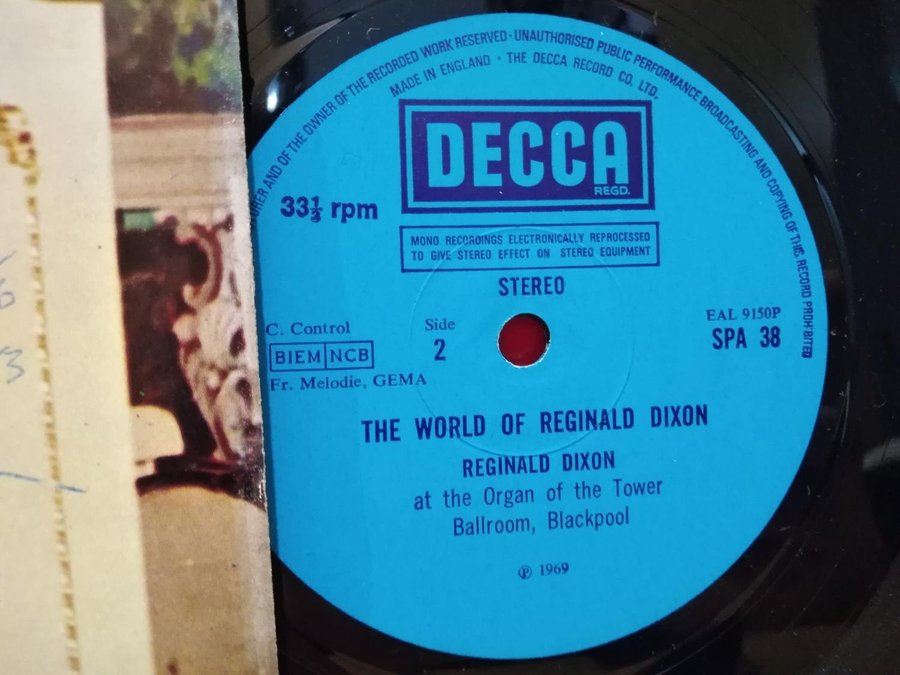 OF THE RECORDED WORK RESERVED · UNAUTHORISED PUBLIC PERFORMANCE BROADCASTING AND COPYING OF THIS RECORD PROHIBITED
AND OF THE OWNER
MADE IN ENGLAND · THE DECCA RECORD CO. LTD.
DECCA
REGD.
33⅓ rpm
MONO RECORDINGS ELECTRONICALLY REPROCESSED
TO GIVE STEREO EFFECT ON STEREO EQUIPMENT
STEREO
C. Control
BIEM NCB
Fr. Melodie, GEMA
Side
2
EAL 9150P
SPA 38
THE WORLD OF REGINALD DIXON
REGINALD DIXON
at the Organ of the Tower
Ballroom, Blackpool
℗ 1969